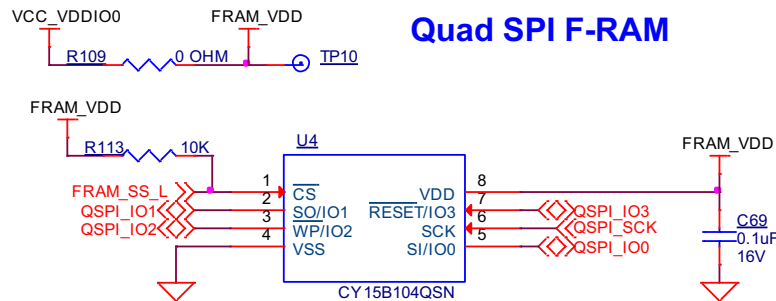 VCC_VDDIO0 FRAM_VDD Quad SPI F-RAM
R109 0 OHM TP10
FRAM_VDD
R113 10K U4 FRAM_VDD
FRAM_SS_L 1 CS VDD 8
QSPI_IO1 2 SO/IO1 RESET/IO3 7 QSPI_IO3
QSPI_IO2 3 WP/IO2 SCK 6 QSPI_SCK C69
4 VSS SI/IO0 5 QSPI_IO0 0.1uF
16V
CY15B104QSN